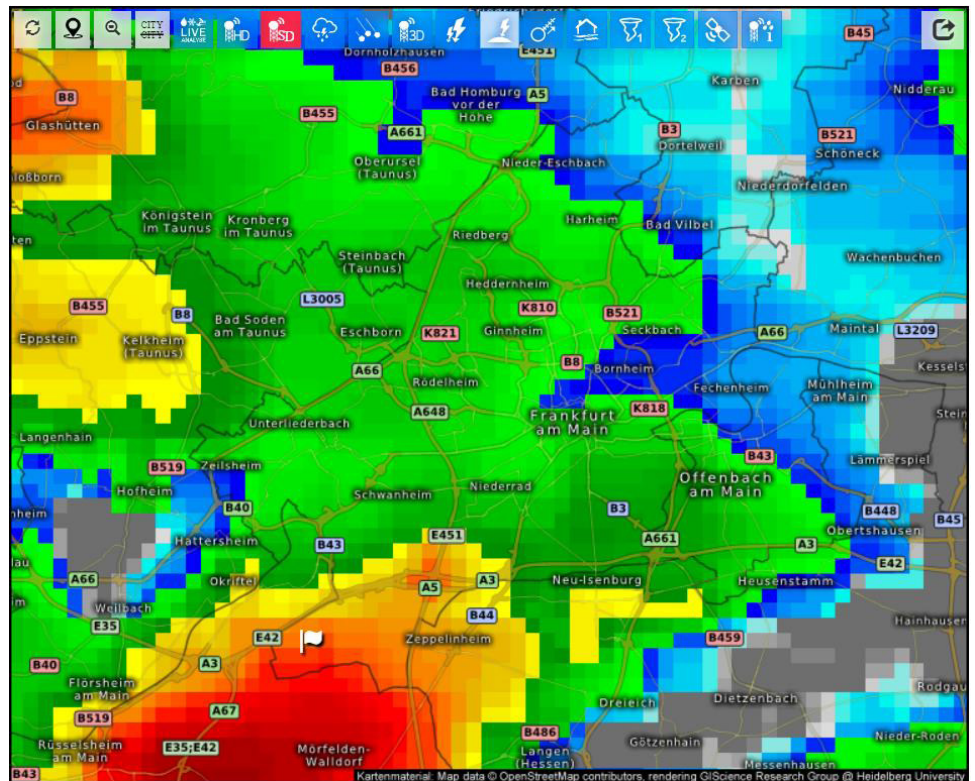 CITY
CITY
LIVE
ANALYSE
HD
SD
3D
1
2
Dornholzhausen
E451
B45
B456
Karben
Nidderau
B8
B455
Bad Homburg
vor der
Höhe
A5
Glashütten
A661
B3
Dortelweil
B521
Schöneck
Oberursel
(Taunus)
Nieder-Eschbach
Niederdorfelden
Königstein
im Taunus
Kronberg
im Taunus
Harheim
Bad Vilbel
Riedberg
Steinbach
(Taunus)
Wachenbuchen
Heddernheim
B455
B8
L3005
K810
B521
Bad Soden
am Taunus
Eschborn
K821
Ginnheim
Seckbach
A66
Maintal
L3209
Eppstein
Kelkheim
(Taunus)
A66
B8
Bornheim
Rödelheim
Fechenheim
Mühlheim
am Main
A648
Frankfurt
am Main
K818
Unterliederbach
Langenhain
B519
Zeilsheim
B43
Lämmerspiel
Offenbach
am Main
Hofheim
Schwanheim
Niederrad
B40
B3
B448
B45
Obertshausen
Hattersheim
B43
E451
A661
A3
E42
A66
Okriftel
A5
A3
Neu-Isenburg
Heusenstamm
Weilbach
B44
E35
E42
Zeppelinheim
B459
Hainhausen
B40
A3
Flörsheim
am Main
Rodgau
A67
Dreieich
Dietzenbach
B519
Rüsselsheim
am Main
E35;E42
Mörfelden-
Walldorf
B486
Langen
(Hessen)
Götzenhain
Nieder-Roden
B43
Messenhausen
Kartenmaterial: Map data © OpenStreetMap contributors, rendering GIScience Research Group @ Heidelberg University